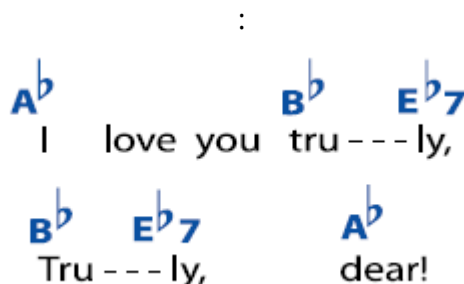 :
A♭ B♭ E♭7
I love you tru - - - ly,
B♭ E♭7 A♭
Tru - - - ly, dear!